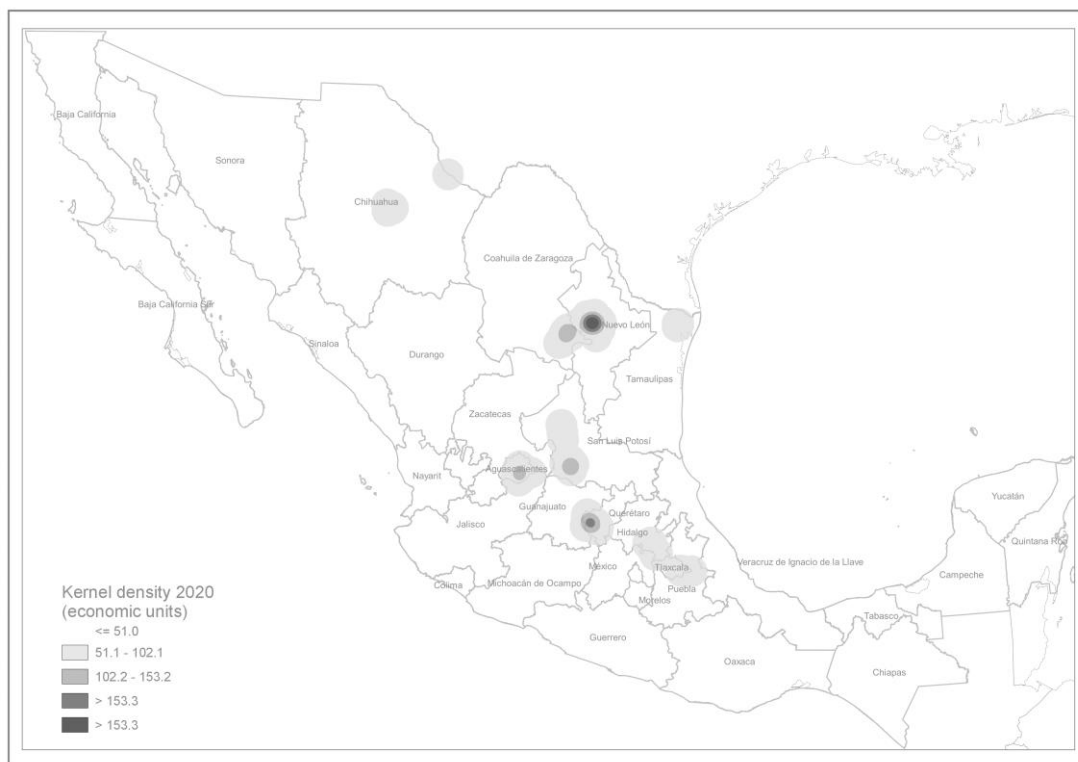 Baja California
Sonora
Chihuahua
Coahuila de Zaragoza
Baja California Sur
Nuevo León
Sinaloa
Durango
Tamaulipas
Zacatecas
San Luis Potosí
Aguascalientes
Nayarit
Yucatán
Guanajuato
Querétaro
Jalisco
Hidalgo
Quintana Roo
México
Tlaxcala
Veracruz de Ignacio de la Llave
Campeche
Colima
Michoacán de Ocampo
Puebla
Morelos
Tabasco
Guerrero
Oaxaca
Chiapas
Kernel density 2020
(economic units)
<= 51.0
51.1 - 102.1
102.2 - 153.2
> 153.3
> 153.3